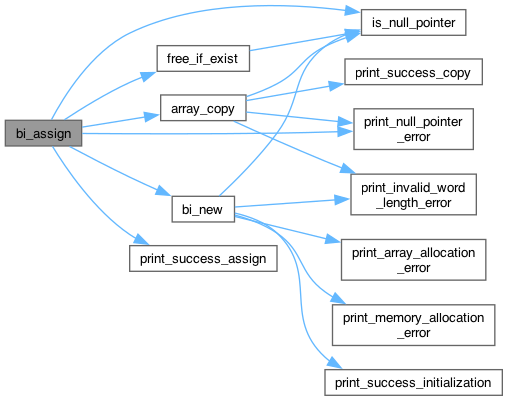 bi_assign
free_if_exist
array_copy
bi_new
print_success_assign
is_null_pointer
print_success_copy
print_null_pointer
_error
print_invalid_word
_length_error
print_array_allocation
_error
print_memory_allocation
_error
print_success_initialization